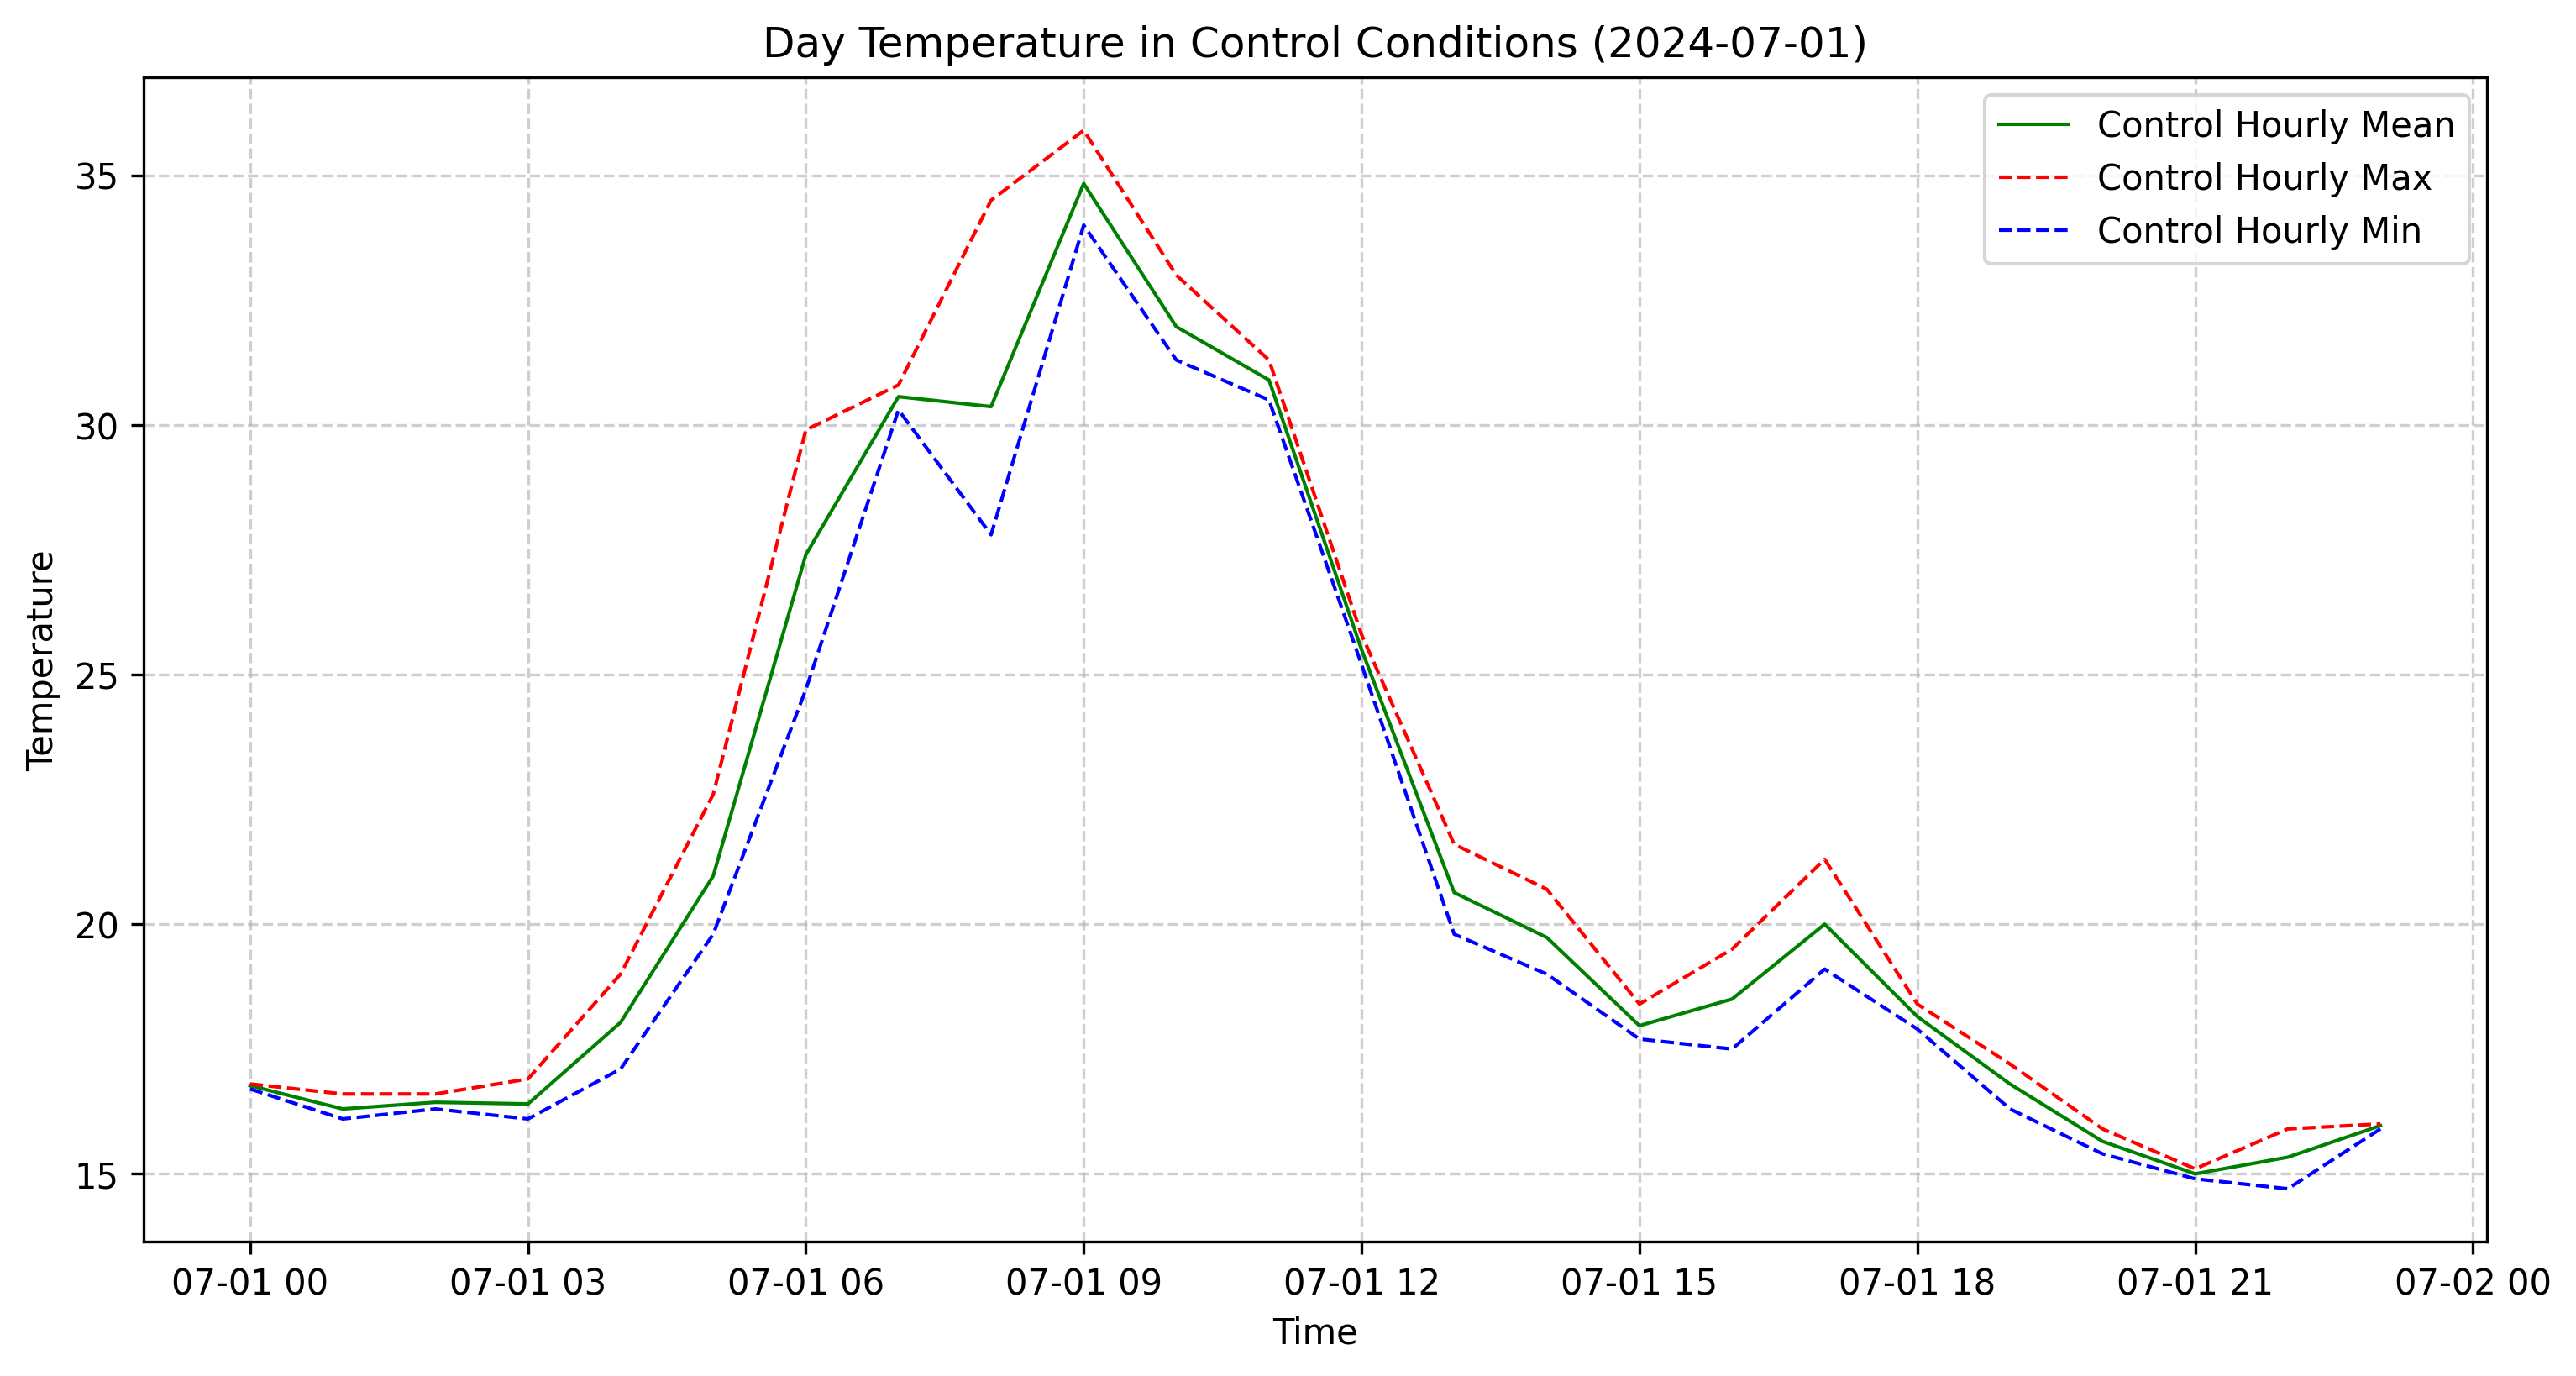 Day Temperature in Control Conditions (2024-07-01)
Control Hourly Mean
Control Hourly Max
Control Hourly Min
Temperature
35
30
25
20
15
07-01 00 07-01 03 07-01 06 07-01 09 07-01 12 07-01 15 07-01 18 07-01 21 07-02 00
Time